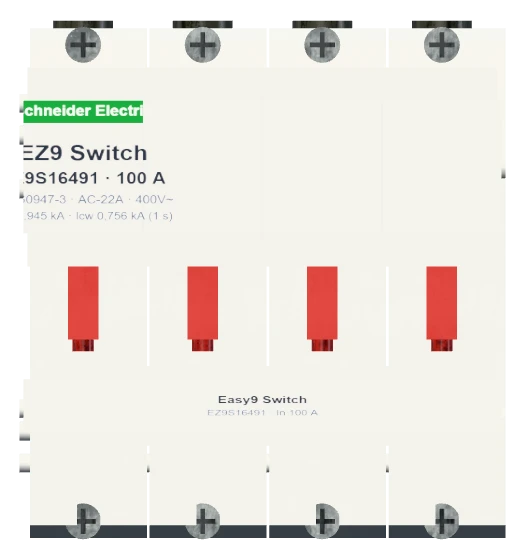 chneider Electri
EZ9 Switch
9S16491 · 100 A
0947-3 · AC-22A · 400V~
945 kA · Icw 0,756 kA (1 s)
Easy9 Switch
EZ9S16491 · In 100 A